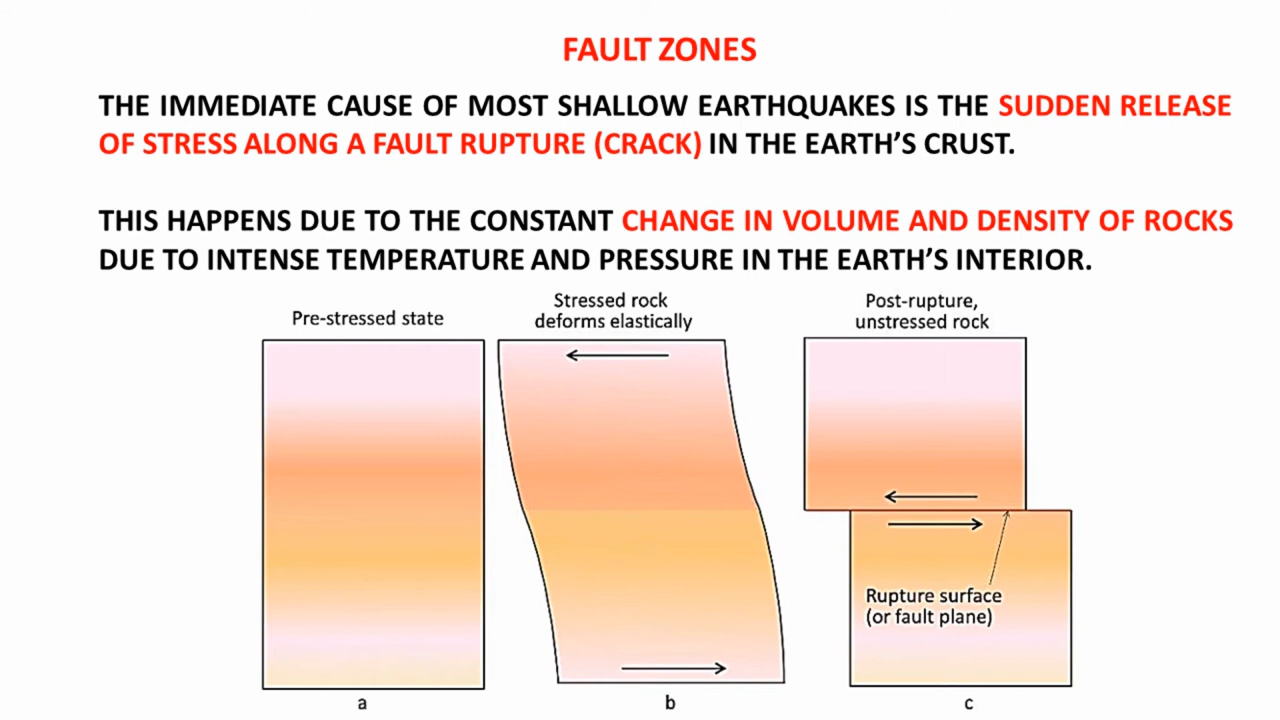 FAULT ZONES
THE IMMEDIATE CAUSE OF MOST SHALLOW EARTHQUAKES IS THE SUDDEN RELEASE
OF STRESS ALONG A FAULT RUPTURE (CRACK) IN THE EARTH’S CRUST.
THIS HAPPENS DUE TO THE CONSTANT CHANGE IN VOLUME AND DENSITY OF ROCKS
DUE TO INTENSE TEMPERATURE AND PRESSURE IN THE EARTH’S INTERIOR.
Pre-stressed state
Stressed rock
deforms elastically
Post-rupture,
unstressed rock
Rupture surface
(or fault plane)
a
b
c